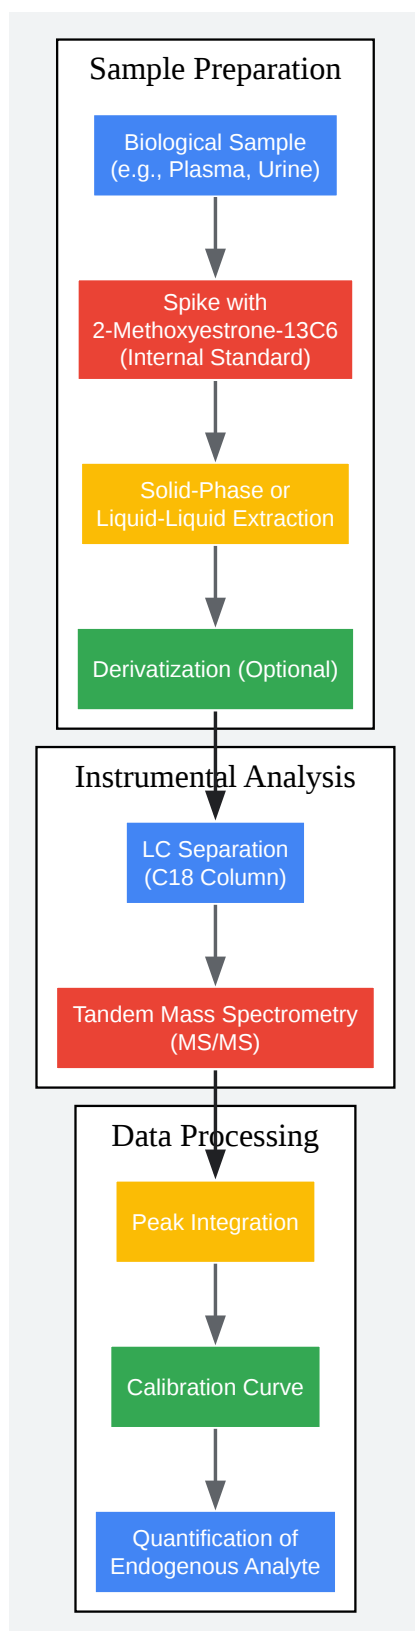 Sample Preparation
Biological Sample
(e.g., Plasma, Urine)
Spike with
2-Methoxyestrone-13C6
(Internal Standard)
Solid-Phase or
Liquid-Liquid Extraction
Derivatization (Optional)
Instrumental Analysis
LC Separation
(C18 Column)
Tandem Mass Spectrometry
(MS/MS)
Data Processing
Peak Integration
Calibration Curve
Quantification of
Endogenous Analyte